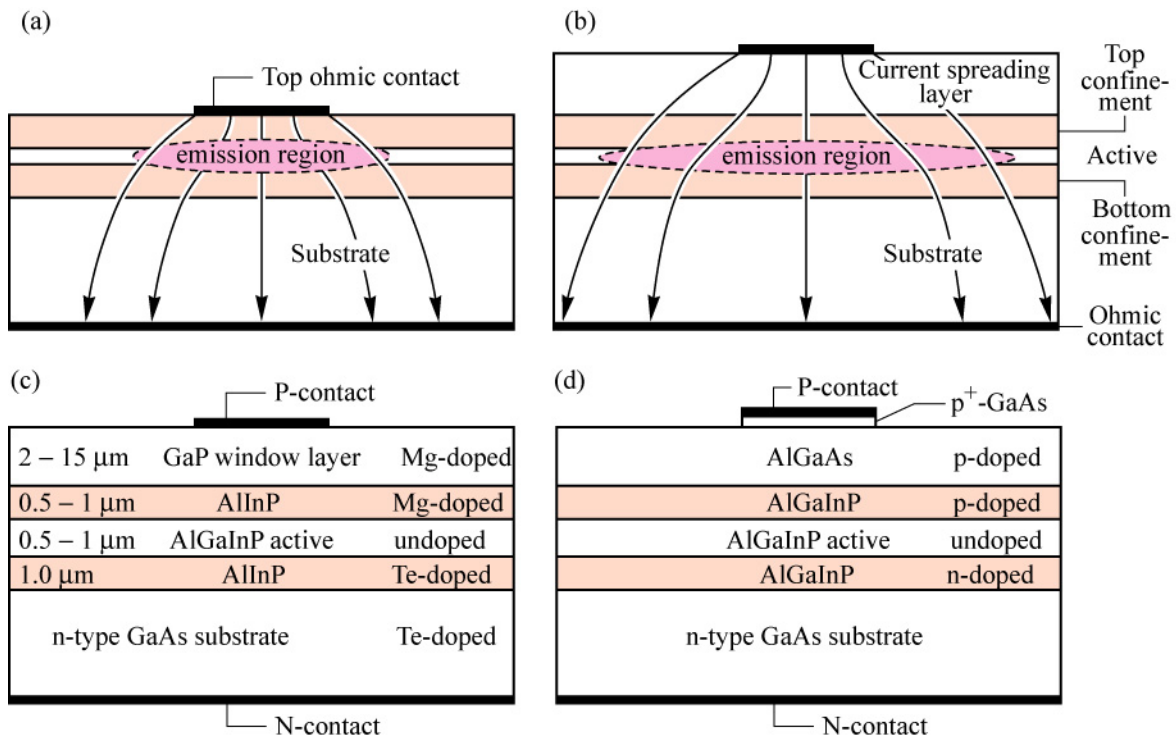 (a)
Top ohmic contact
emission region
Substrate
(b)
Current spreading
layer
emission region
Substrate
Top
confine-
ment
Active
Bottom
confine-
ment
Ohmic
contact
(c)
P-contact
2 – 15 μm GaP window layer Mg-doped
0.5 – 1 μm AlInP Mg-doped
0.5 – 1 μm AlGaInP active undoped
1.0 μm AlInP Te-doped
n-type GaAs substrate Te-doped
N-contact
(d)
P-contact
p⁺-GaAs
AlGaAs p-doped
AlGaInP p-doped
AlGaInP active undoped
AlGaInP n-doped
n-type GaAs substrate
N-contact